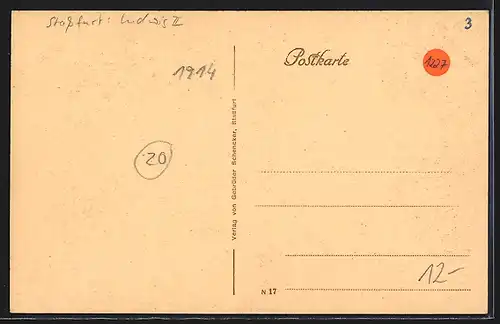 Staßfurt: Ludwig II
3
Postkarte
1914
1227
20
Verlag von Gebrüder Schencker, Staßfurt
12-
N 17